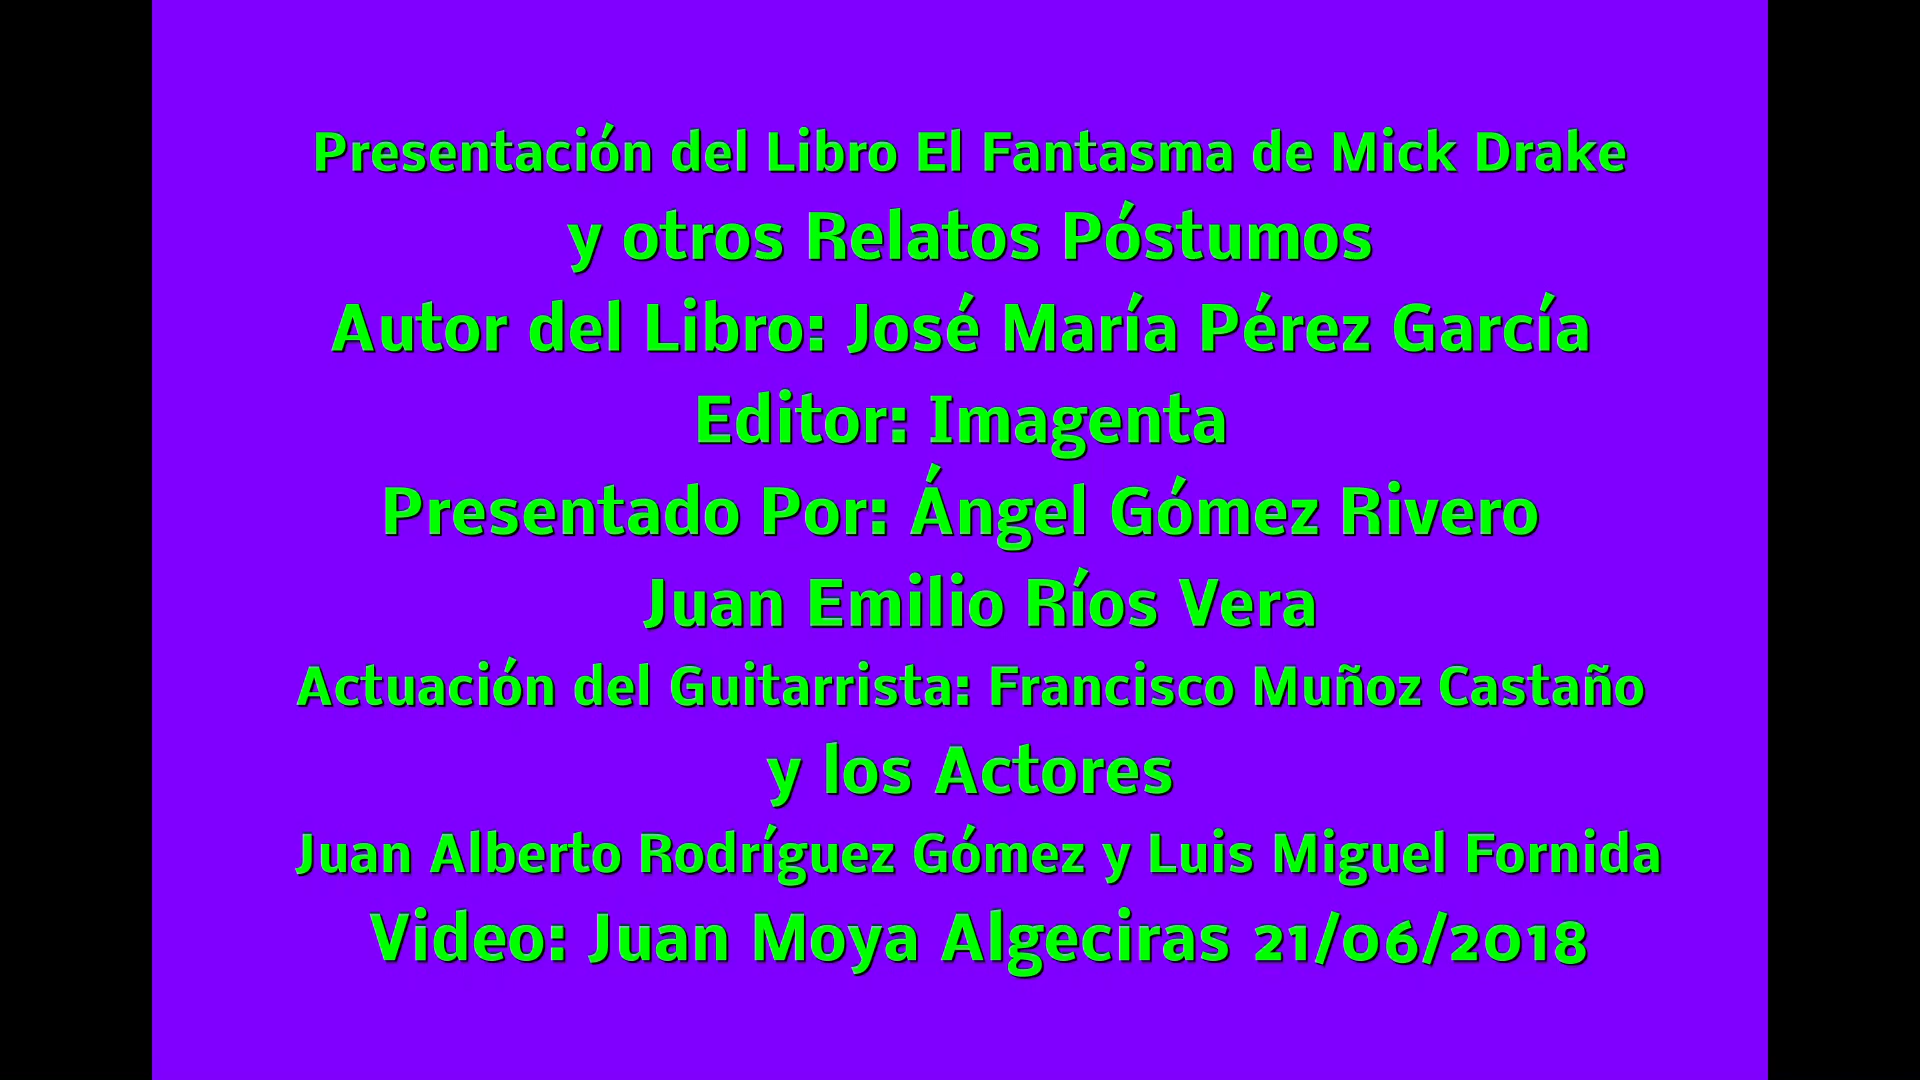 Presentación del Libro El Fantasma de Mick Drake
y otros Relatos Póstumos
Autor del Libro: José María Pérez García
Editor: Imagenta
Presentado Por: Ángel Gómez Rivero
Juan Emilio Ríos Vera
Actuación del Guitarrista: Francisco Muñoz Castaño
y los Actores
Juan Alberto Rodríguez Gómez y Luis Miguel Fornida
Video: Juan Moya Algeciras 21/06/2018